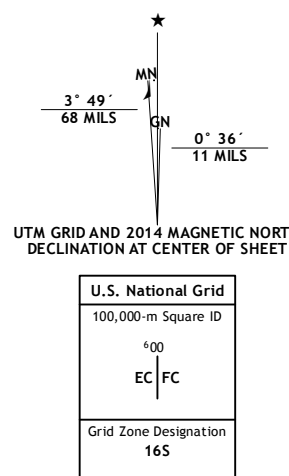 MN
3° 49´
68 MILS
GN
0° 36´
11 MILS
UTM GRID AND 2014 MAGNETIC NORT
DECLINATION AT CENTER OF SHEET
U.S. National Grid
100,000-m Square ID
600
EC FC
Grid Zone Designation
16S